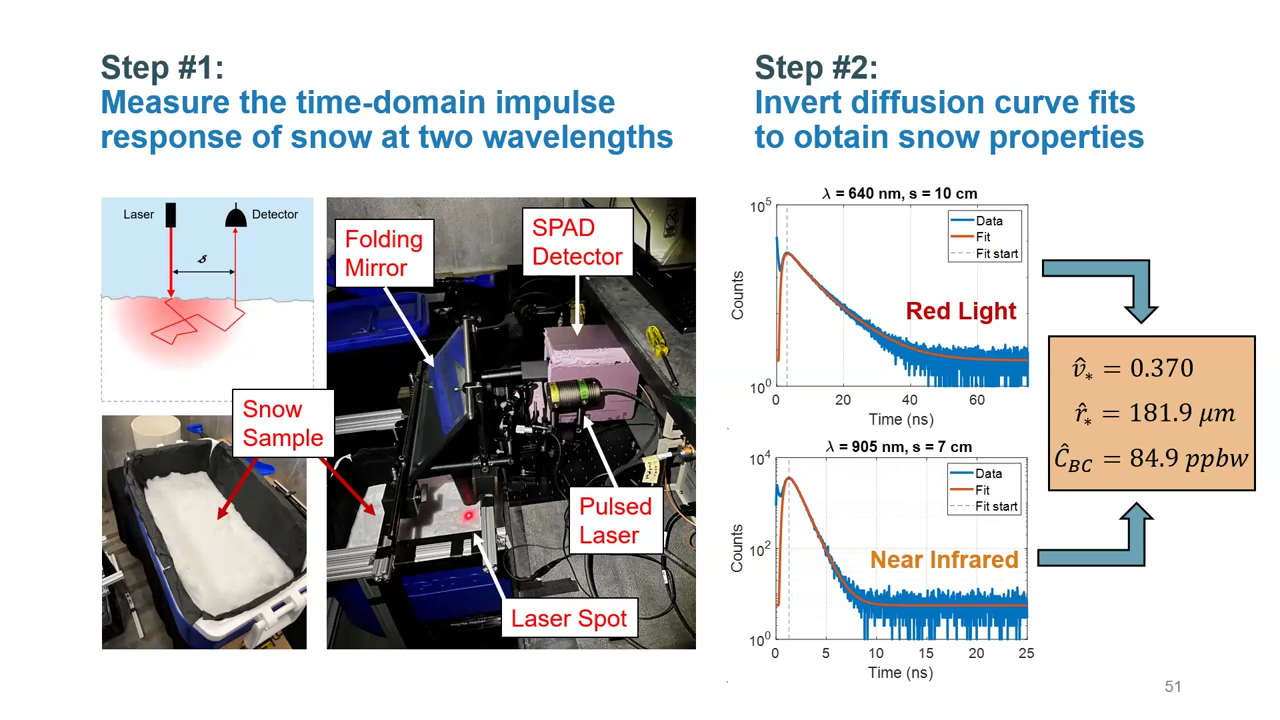 Step #1:
Measure the time-domain impulse
response of snow at two wavelengths
Laser
Detector
𝓈
Folding
Mirror
SPAD
Detector
Snow
Sample
Pulsed
Laser
Laser Spot
Step #2:
Invert diffusion curve fits
to obtain snow properties
λ = 640 nm, s = 10 cm
10⁵
10⁰
Counts
Data
Fit
Fit start
Red Light
0 20 40 60
Time (ns)
λ = 905 nm, s = 7 cm
10⁴
10²
10⁰
Counts
Data
Fit
Fit start
Near Infrared
0 5 10 15 20 25
Time (ns)
v̂* = 0.370
r̂* = 181.9 μm
Ĉ_BC = 84.9 ppbw
51